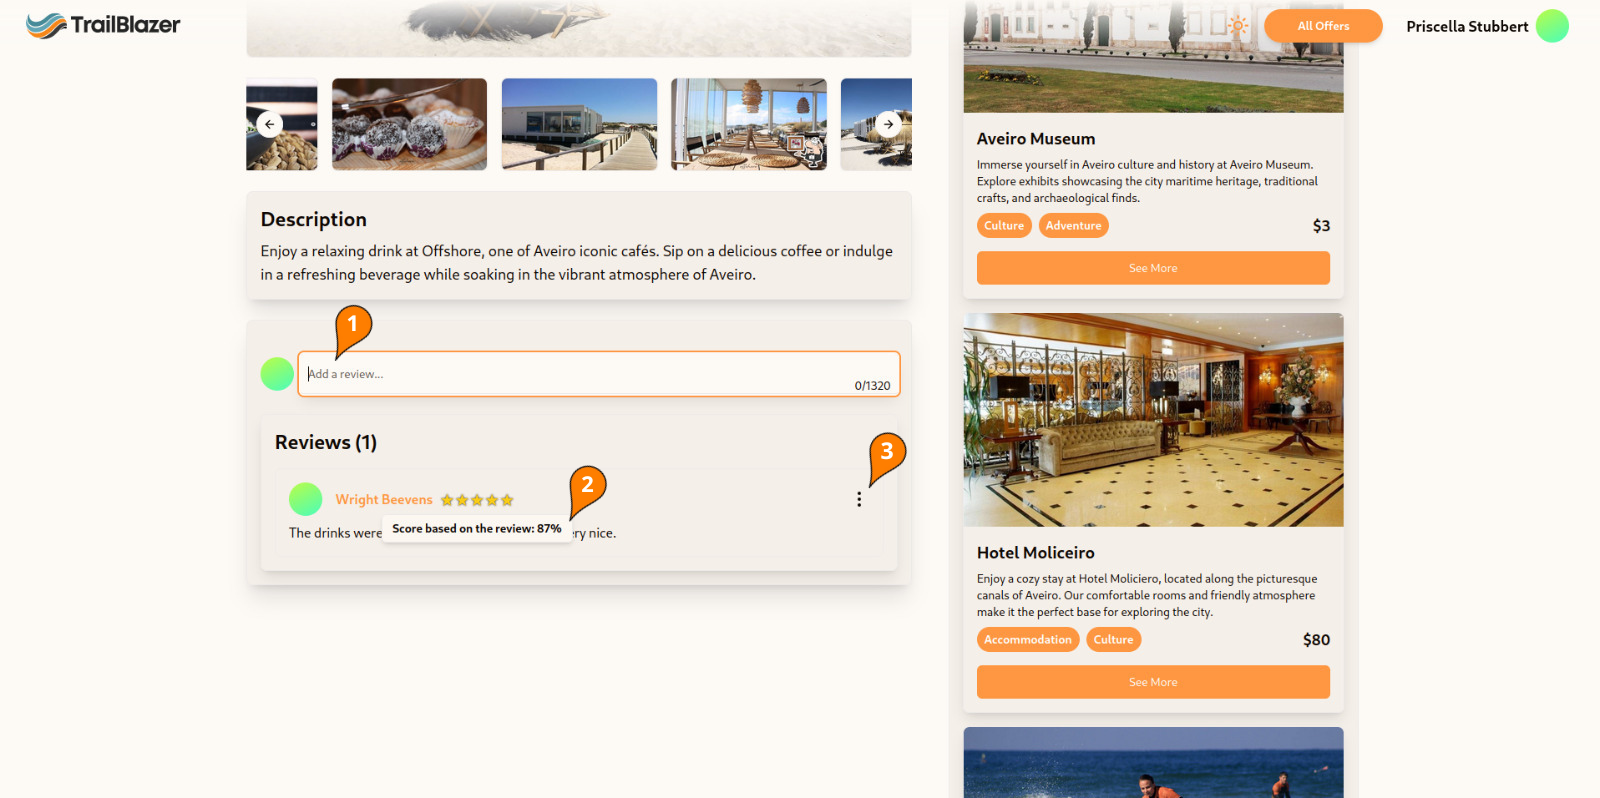 TrailBlazer
All Offers
Priscella Stubbert
Description
Enjoy a relaxing drink at Offshore, one of Aveiro iconic cafés. Sip on a delicious coffee or indulge
in a refreshing beverage while soaking in the vibrant atmosphere of Aveiro.
1
Add a review...
0/1320
Reviews (1)
3
2
Wright Beevens
Score based on the review: 87%
The drinks were
ry nice.
Aveiro Museum
Immerse yourself in Aveiro culture and history at Aveiro Museum.
Explore exhibits showcasing the city maritime heritage, traditional
crafts, and archaeological finds.
Culture
Adventure
$3
See More
Hotel Moliceiro
Enjoy a cozy stay at Hotel Moliciero, located along the picturesque
canals of Aveiro. Our comfortable rooms and friendly atmosphere
make it the perfect base for exploring the city.
Accommodation
Culture
$80
See More